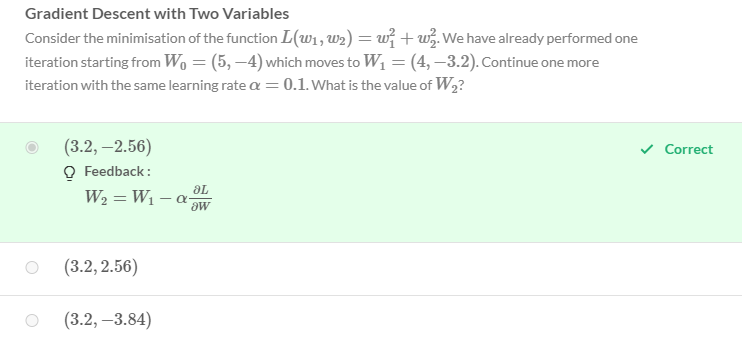 Gradient Descent with Two Variables
Consider the minimisation of the function L(w₁, w₂) = w₁² + w₂². We have already performed one
iteration starting from W₀ = (5, −4) which moves to W₁ = (4, −3.2). Continue one more
iteration with the same learning rate α = 0.1. What is the value of W₂?
(3.2, −2.56)
✓ Correct
Feedback :
W₂ = W₁ − α ∂L/∂W
(3.2, 2.56)
(3.2, −3.84)